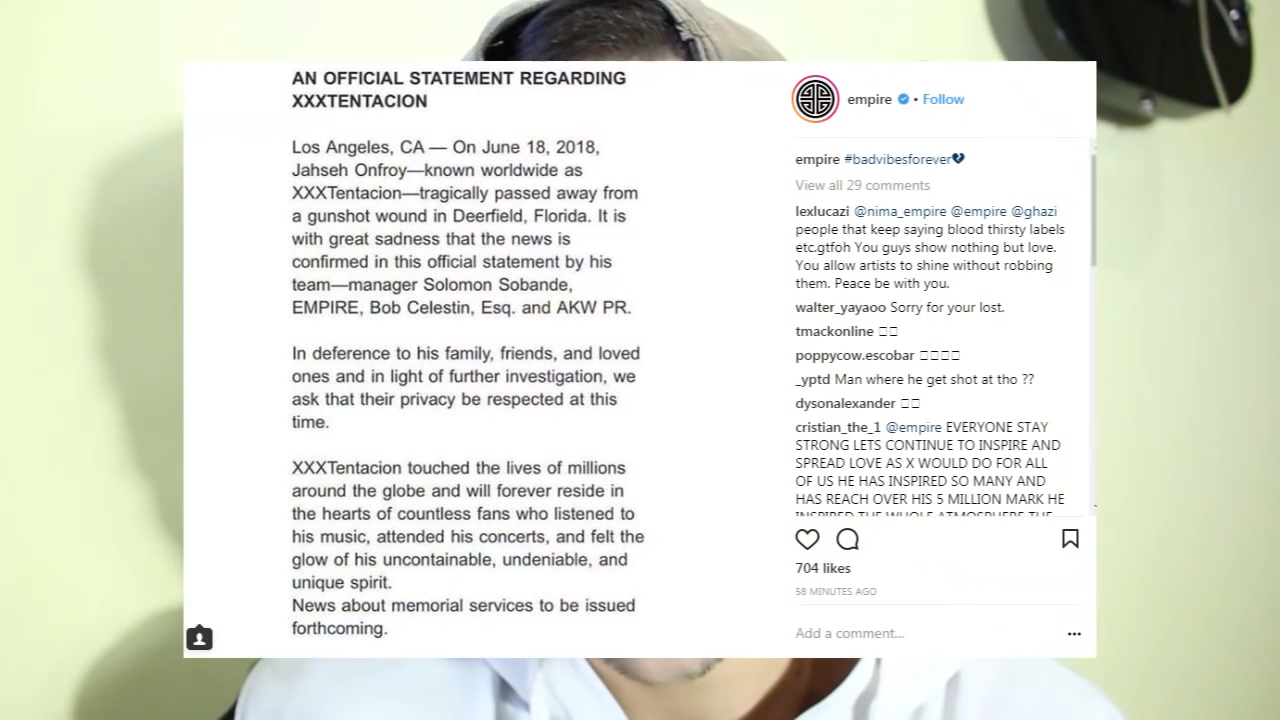 AN OFFICIAL STATEMENT REGARDING
XXXTENTACION
Los Angeles, CA — On June 18, 2018,
Jahseh Onfroy—known worldwide as
XXXTentacion—tragically passed away from
a gunshot wound in Deerfield, Florida. It is
with great sadness that the news is
confirmed in this official statement by his
team—manager Solomon Sobande,
EMPIRE, Bob Celestin, Esq. and AKW PR.
In deference to his family, friends, and loved
ones and in light of further investigation, we
ask that their privacy be respected at this
time.
XXXTentacion touched the lives of millions
around the globe and will forever reside in
the hearts of countless fans who listened to
his music, attended his concerts, and felt the
glow of his uncontainable, undeniable, and
unique spirit.
News about memorial services to be issued
forthcoming.
empire • Follow
empire #badvibesforever
View all 29 comments
lexlucazi @nima_empire @empire @ghazi
people that keep saying blood thirsty labels
etc.gtfoh You guys show nothing but love.
You allow artists to shine without robbing
them. Peace be with you.
walter_yayaoo Sorry for your lost.
tmackonline
poppycow.escobar
_yptd Man where he get shot at tho ??
dysonalexander
cristian_the_1 @empire EVERYONE STAY
STRONG LETS CONTINUE TO INSPIRE AND
SPREAD LOVE AS X WOULD DO FOR ALL
OF US HE HAS INSPIRED SO MANY AND
HAS REACH OVER HIS 5 MILLION MARK HE
INSPIRED THE WHOLE ATMOSPHERE THE
704 likes
58 MINUTES AGO
Add a comment...